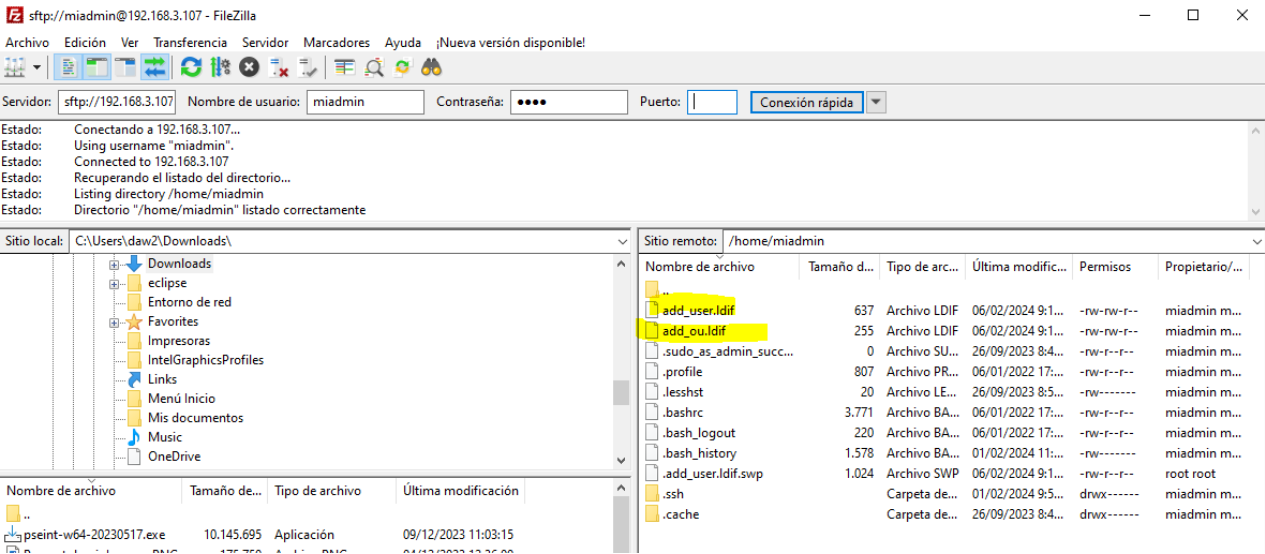 sftp://miadmin@192.168.3.107 - FileZilla
Archivo Edición Ver Transferencia Servidor Marcadores Ayuda ¡Nueva versión disponible!
Servidor: sftp://192.168.3.107 Nombre de usuario: miadmin Contraseña: ●●●● Puerto: Conexión rápida
Estado: Conectando a 192.168.3.107...
Estado: Using username "miadmin".
Estado: Connected to 192.168.3.107
Estado: Recuperando el listado del directorio...
Estado: Listing directory /home/miadmin
Estado: Directorio "/home/miadmin" listado correctamente
Sitio local: C:\Users\daw2\Downloads\
Downloads
eclipse
Entorno de red
Favorites
Impresoras
IntelGraphicsProfiles
Links
Menú Inicio
Mis documentos
Music
OneDrive
Nombre de archivo Tamaño de... Tipo de archivo Última modificación
..
pseint-w64-20230517.exe 10.145.695 Aplicación 09/12/2023 11:03:15
Sitio remoto: /home/miadmin
Nombre de archivo Tamaño d... Tipo de arc... Última modific... Permisos Propietario/...
..
add_user.ldif 637 Archivo LDIF 06/02/2024 9:1... -rw-rw-r-- miadmin m...
add_ou.ldif 255 Archivo LDIF 06/02/2024 9:1... -rw-rw-r-- miadmin m...
.sudo_as_admin_succ... 0 Archivo SU... 26/09/2023 8:4... -rw-r--r-- miadmin m...
.profile 807 Archivo PR... 06/01/2022 17:... -rw-r--r-- miadmin m...
.lesshst 20 Archivo LE... 26/09/2023 8:5... -rw------- miadmin m...
.bashrc 3.771 Archivo BA... 06/01/2022 17:... -rw-r--r-- miadmin m...
.bash_logout 220 Archivo BA... 06/01/2022 17:... -rw-r--r-- miadmin m...
.bash_history 1.578 Archivo BA... 01/02/2024 11:... -rw------- miadmin m...
.add_user.ldif.swp 1.024 Archivo SWP 06/02/2024 9:1... -rw-r--r-- root root
.ssh Carpeta de... 01/02/2024 9:5... drwx------ miadmin m...
.cache Carpeta de... 26/09/2023 8:4... drwx------ miadmin m...